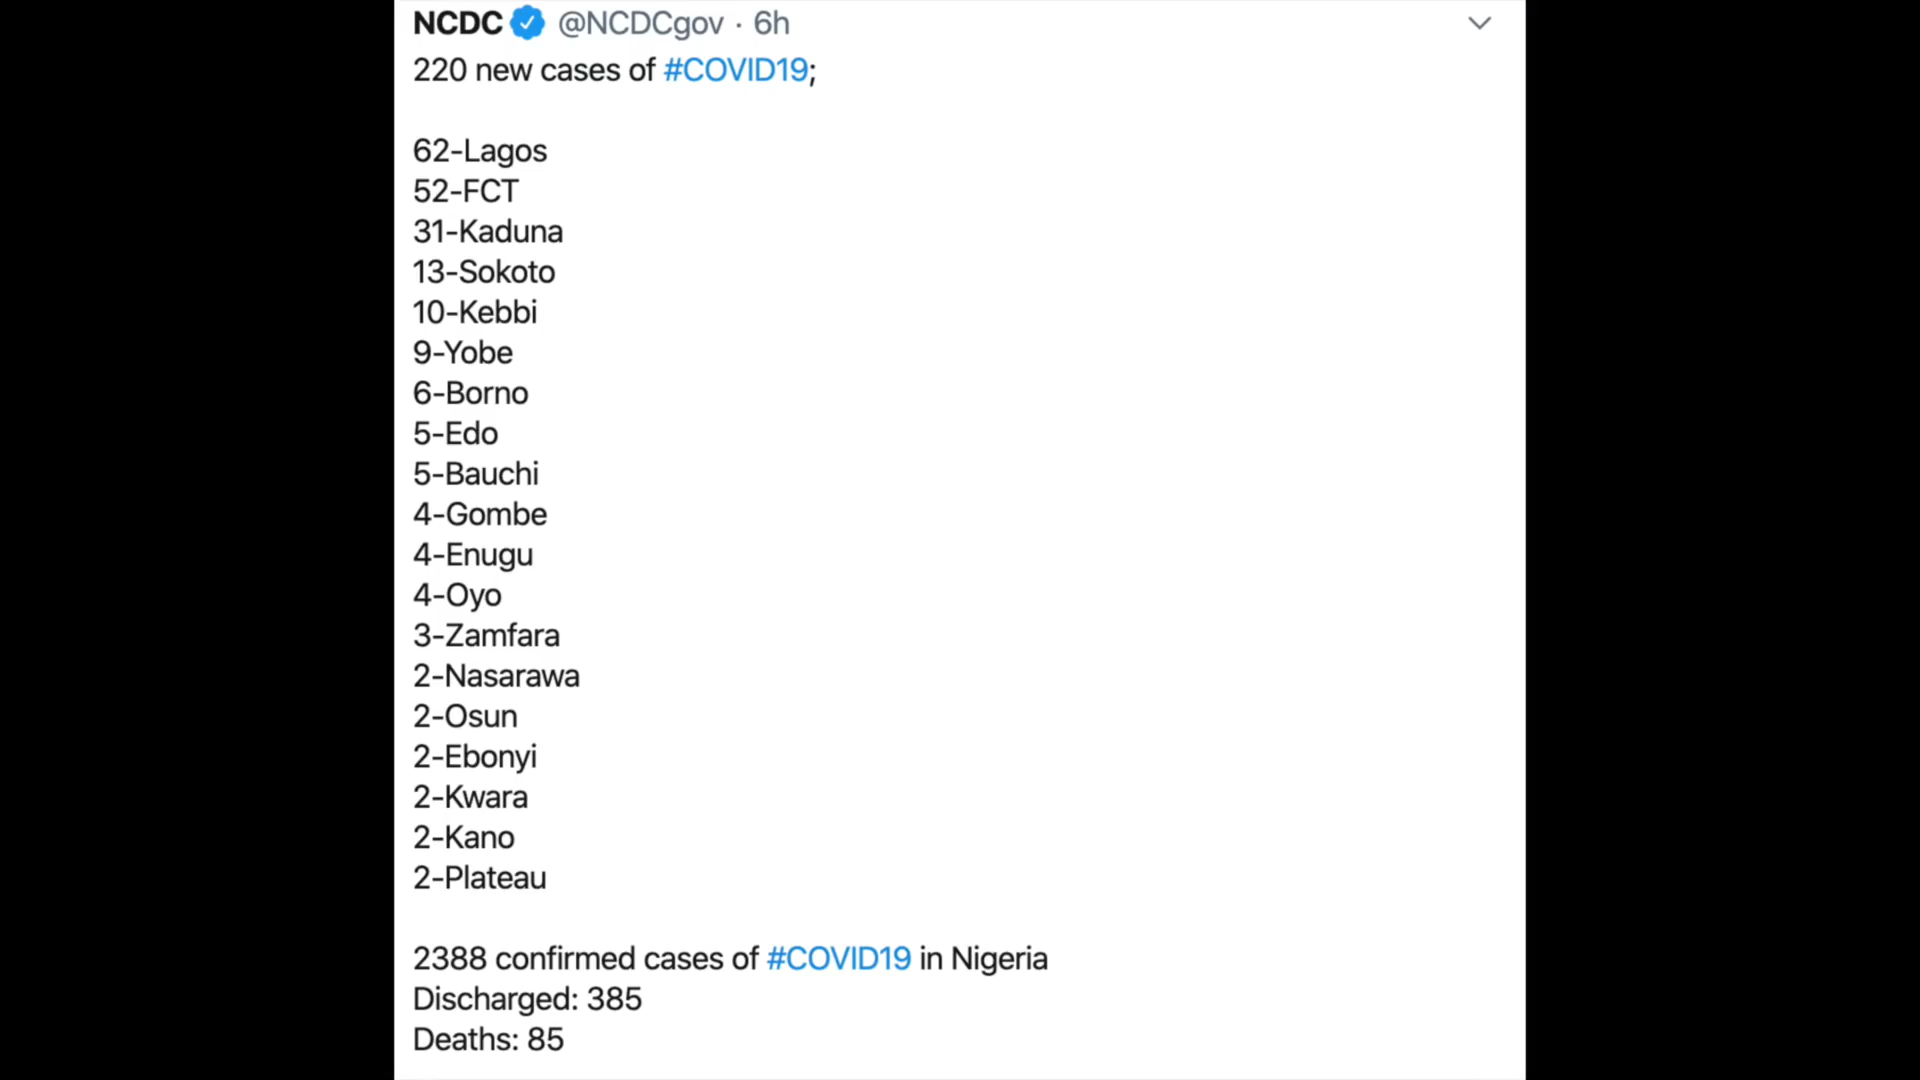 NCDC @NCDCgov · 6h
220 new cases of #COVID19;
62-Lagos
52-FCT
31-Kaduna
13-Sokoto
10-Kebbi
9-Yobe
6-Borno
5-Edo
5-Bauchi
4-Gombe
4-Enugu
4-Oyo
3-Zamfara
2-Nasarawa
2-Osun
2-Ebonyi
2-Kwara
2-Kano
2-Plateau
2388 confirmed cases of #COVID19 in Nigeria
Discharged: 385
Deaths: 85